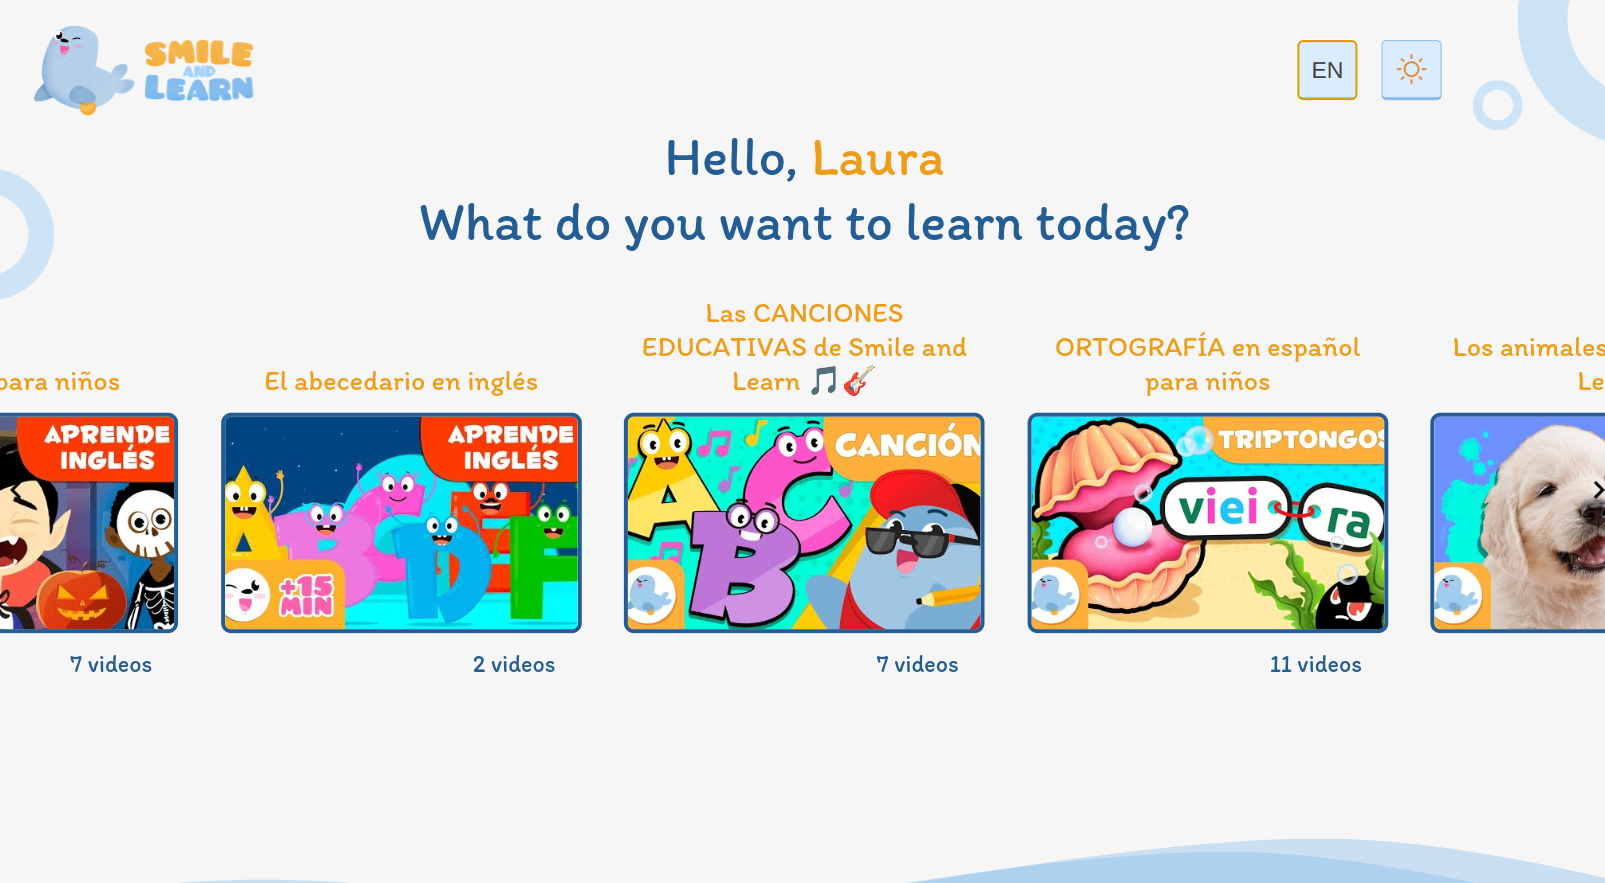 SMILE
AND
LEARN
EN
Hello, Laura
What do you want to learn today?
para niños
APRENDE
INGLÉS
7 videos
El abecedario en inglés
APRENDE
INGLÉS
+15
MIN
2 videos
Las CANCIONES
EDUCATIVAS de Smile and
Learn 🎵🎸
CANCIÓN
A B C
7 videos
ORTOGRAFÍA en español
para niños
TRIPTONGOS
viei ra
11 videos
Los animales
Le